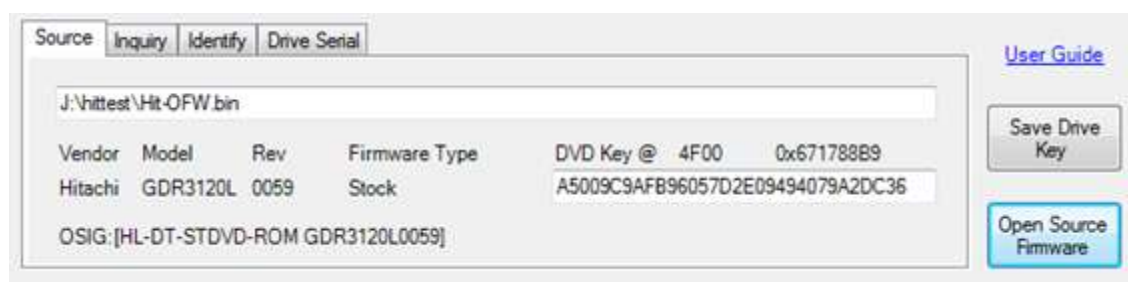 Source Inquiry Identify Drive Serial
User Guide
J:\hittest\Hit-OFW.bin
Save Drive
Key
Vendor Model Rev Firmware Type DVD Key @ 4F00 0x671788B9
Hitachi GDR3120L 0059 Stock A5009C9AFB96057D2E09494079A2DC36
OSIG:[HL-DT-STDVD-ROM GDR3120L0059]
Open Source
Firmware